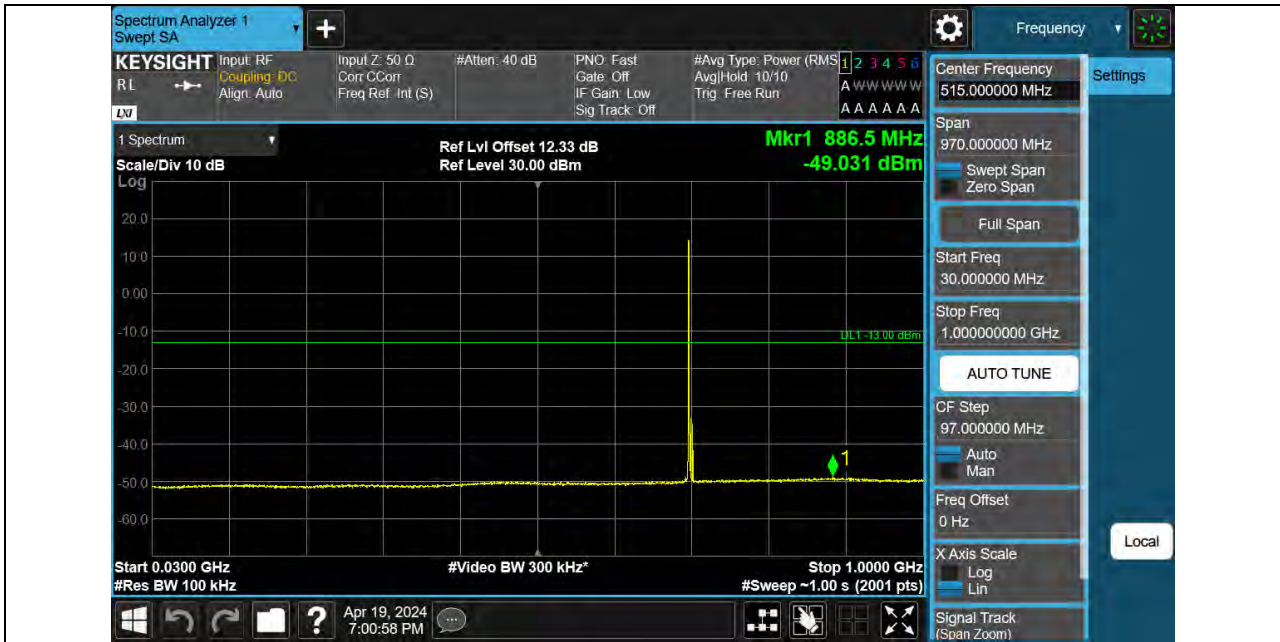 Spectrum Analyzer 1
Swept SA
+
Frequency
KEYSIGHT
RL
LXI
Input: RF
Coupling: DC
Align: Auto
Input Z: 50 Ω
Corr CCorr
Freq Ref: Int (S)
#Atten: 40 dB
PNO: Fast
Gate: Off
IF Gain: Low
Sig Track: Off
#Avg Type: Power (RMS
Avg|Hold: 10/10
Trig: Free Run
1 2 3 4 5 6
A W W W W W
A A A A A A
Center Frequency
515.000000 MHz
Settings
Span
970.000000 MHz
Swept Span
Zero Span
Full Span
Start Freq
30.000000 MHz
Stop Freq
1.000000000 GHz
AUTO TUNE
CF Step
97.000000 MHz
Auto
Man
Freq Offset
0 Hz
X Axis Scale
Log
Lin
Signal Track
(Span Zoom)
Local
1 Spectrum
Scale/Div 10 dB
Ref Lvl Offset 12.33 dB
Ref Level 30.00 dBm
Mkr1 886.5 MHz
-49.031 dBm
Log
20.0
10.0
0.00
-10.0
DL1 -13.00 dBm
-20.0
-30.0
-40.0
1
-50.0
-60.0
Start 0.0300 GHz
#Video BW 300 kHz*
Stop 1.0000 GHz
#Res BW 100 kHz
#Sweep ~1.00 s (2001 pts)
?
Apr 19, 2024
7:00:58 PM